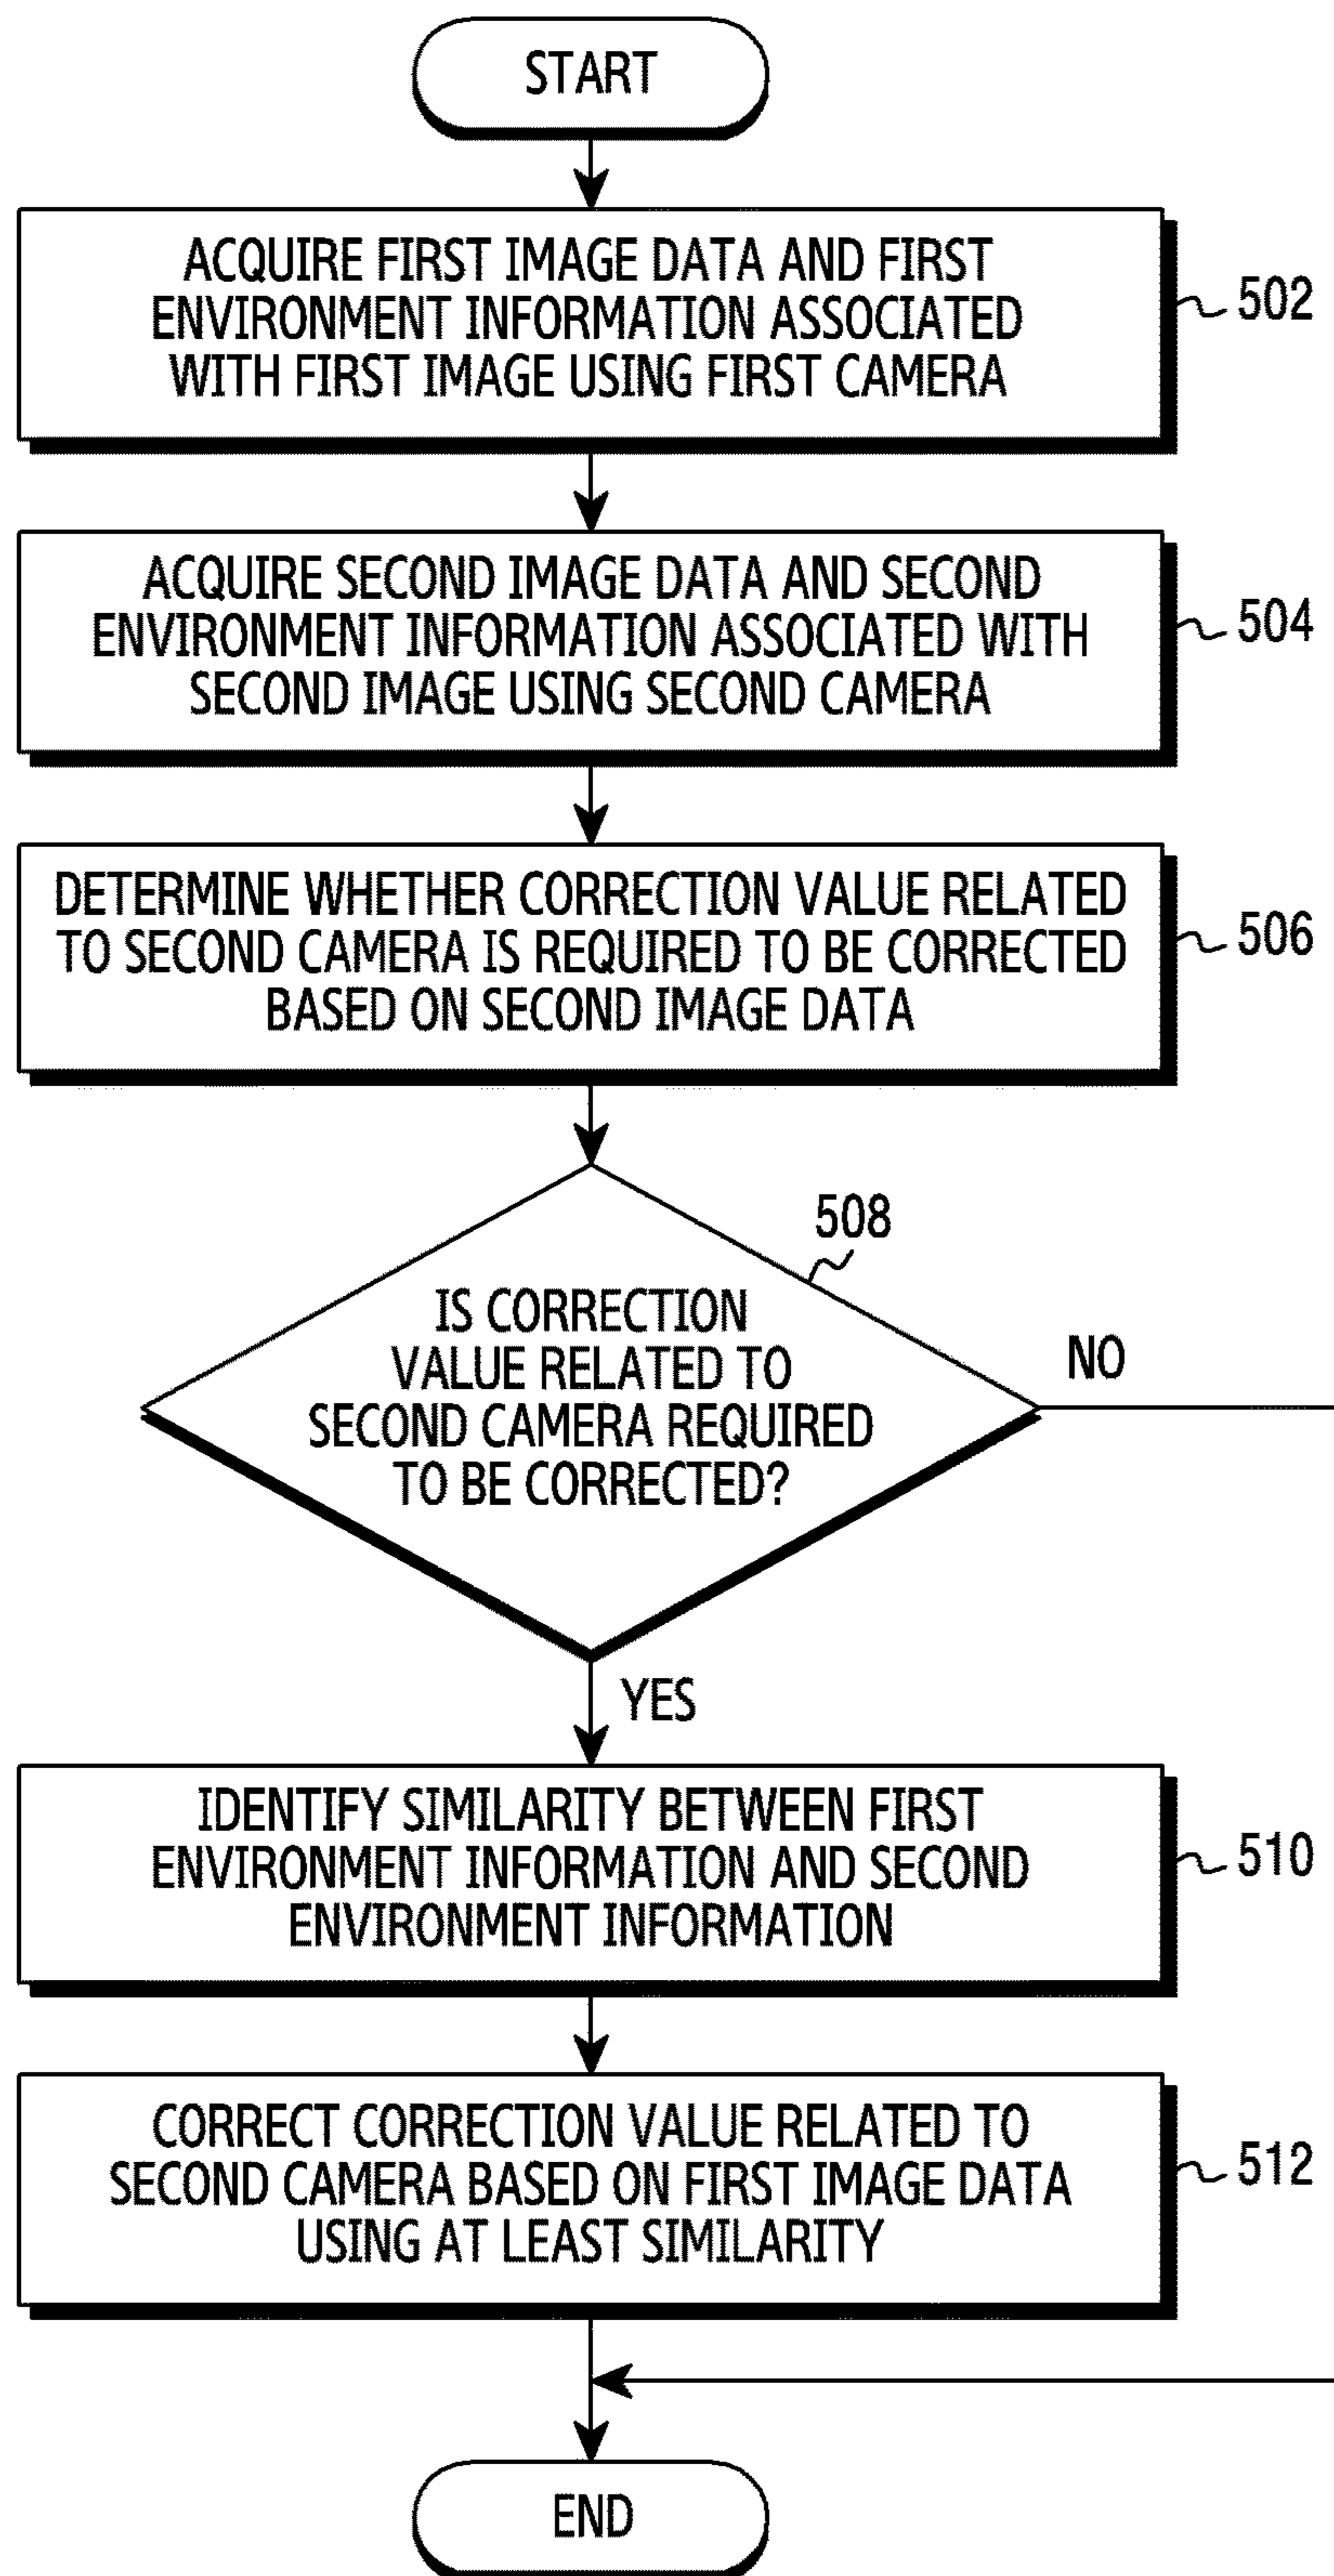 START
ACQUIRE FIRST IMAGE DATA AND FIRST
ENVIRONMENT INFORMATION ASSOCIATED
WITH FIRST IMAGE USING FIRST CAMERA
502
ACQUIRE SECOND IMAGE DATA AND SECOND
ENVIRONMENT INFORMATION ASSOCIATED WITH
SECOND IMAGE USING SECOND CAMERA
504
DETERMINE WHETHER CORRECTION VALUE RELATED
TO SECOND CAMERA IS REQUIRED TO BE CORRECTED
BASED ON SECOND IMAGE DATA
506
508
IS CORRECTION
VALUE RELATED TO
SECOND CAMERA REQUIRED
TO BE CORRECTED?
NO
YES
IDENTIFY SIMILARITY BETWEEN FIRST
ENVIRONMENT INFORMATION AND SECOND
ENVIRONMENT INFORMATION
510
CORRECT CORRECTION VALUE RELATED TO
SECOND CAMERA BASED ON FIRST IMAGE DATA
USING AT LEAST SIMILARITY
512
END